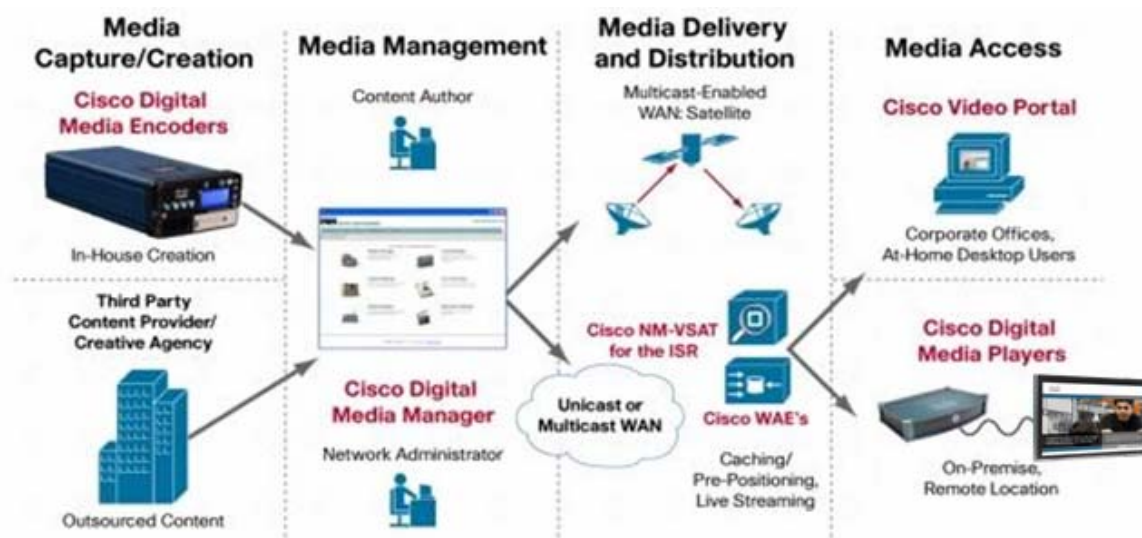 Media
Capture/Creation
Cisco Digital
Media Encoders
In-House Creation
Third Party
Content Provider/
Creative Agency
Outsourced Content
Media Management
Content Author
Cisco Digital
Media Manager
Network Administrator
Media Delivery
and Distribution
Multicast-Enabled
WAN: Satellite
Cisco NM-VSAT
for the ISR
Unicast or
Multicast WAN
Cisco WAE's
Caching/
Pre-Positioning,
Live Streaming
Media Access
Cisco Video Portal
Corporate Offices,
At-Home Desktop Users
Cisco Digital
Media Players
On-Premise,
Remote Location